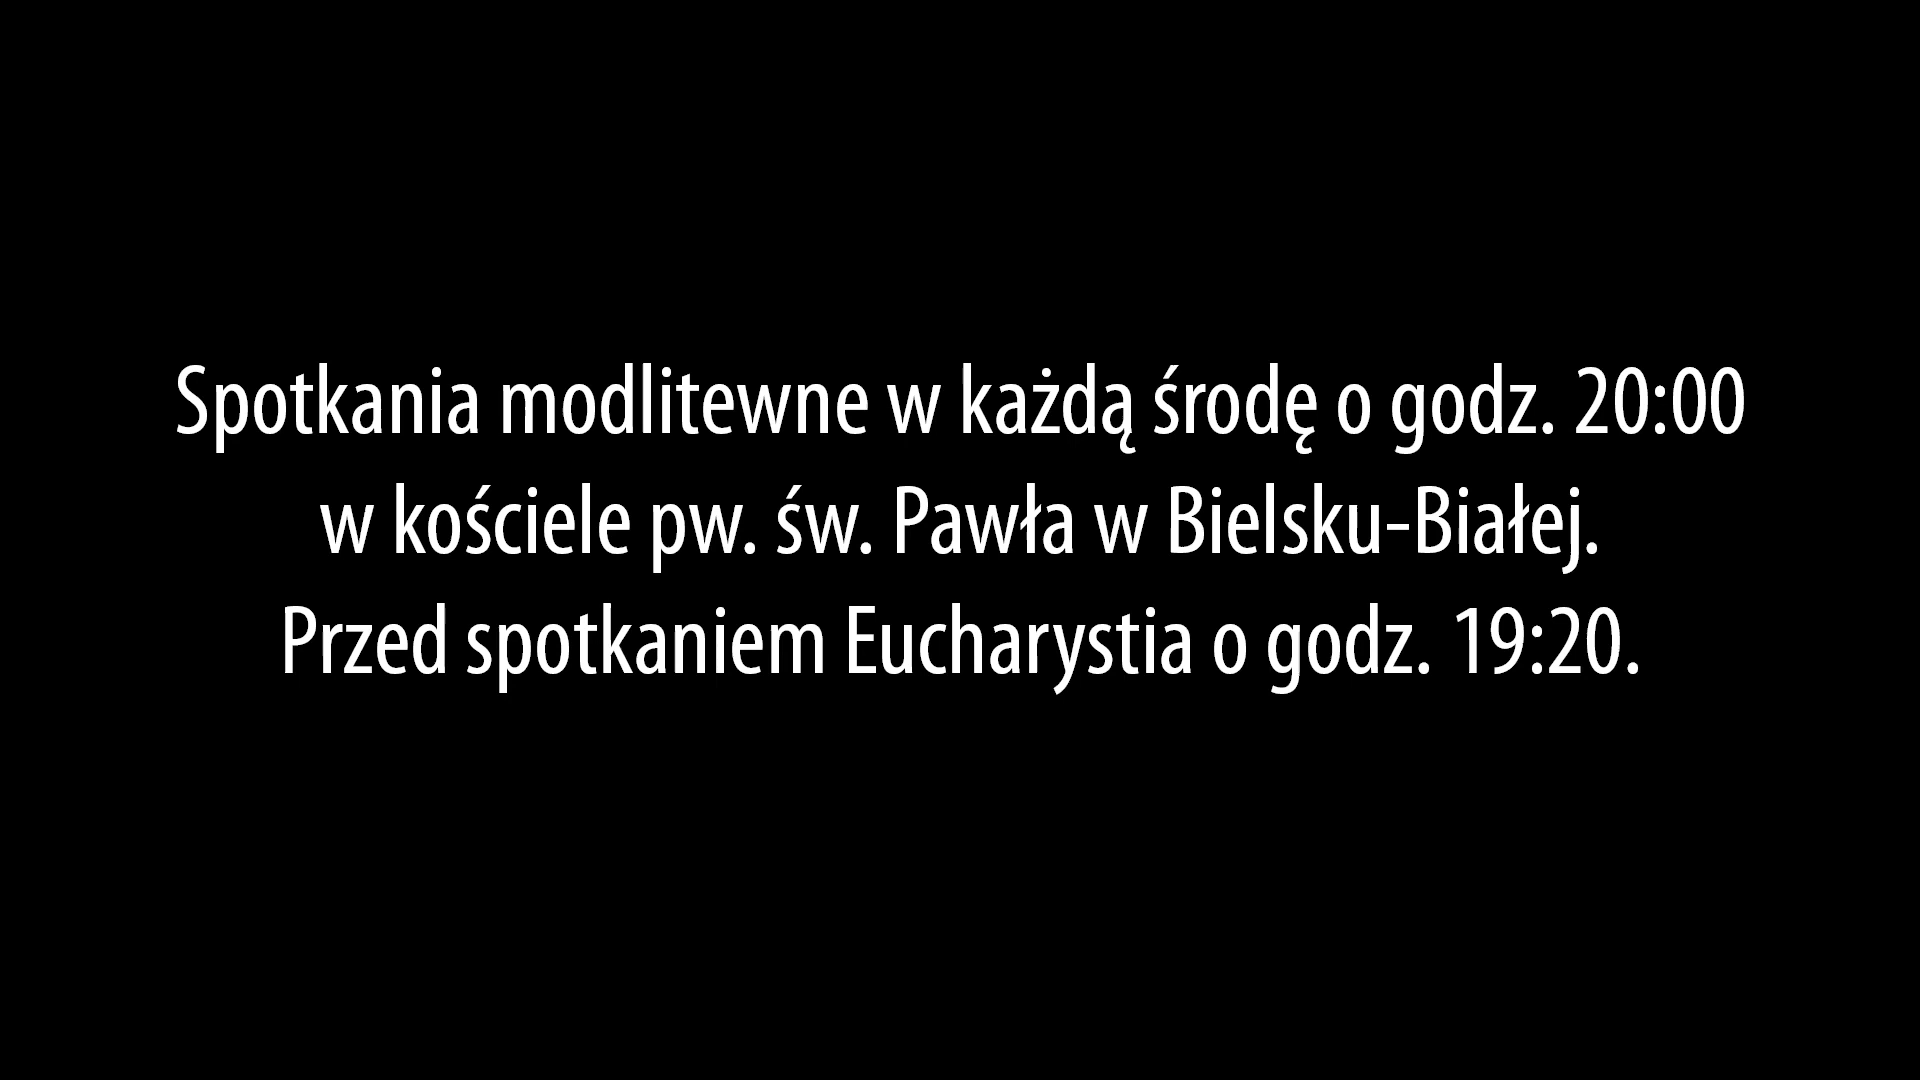 Spotkania modlitewne w każdą środę o godz. 20:00
w kościele pw. św. Pawła w Bielsku-Białej.
Przed spotkaniem Eucharystia o godz. 19:20.